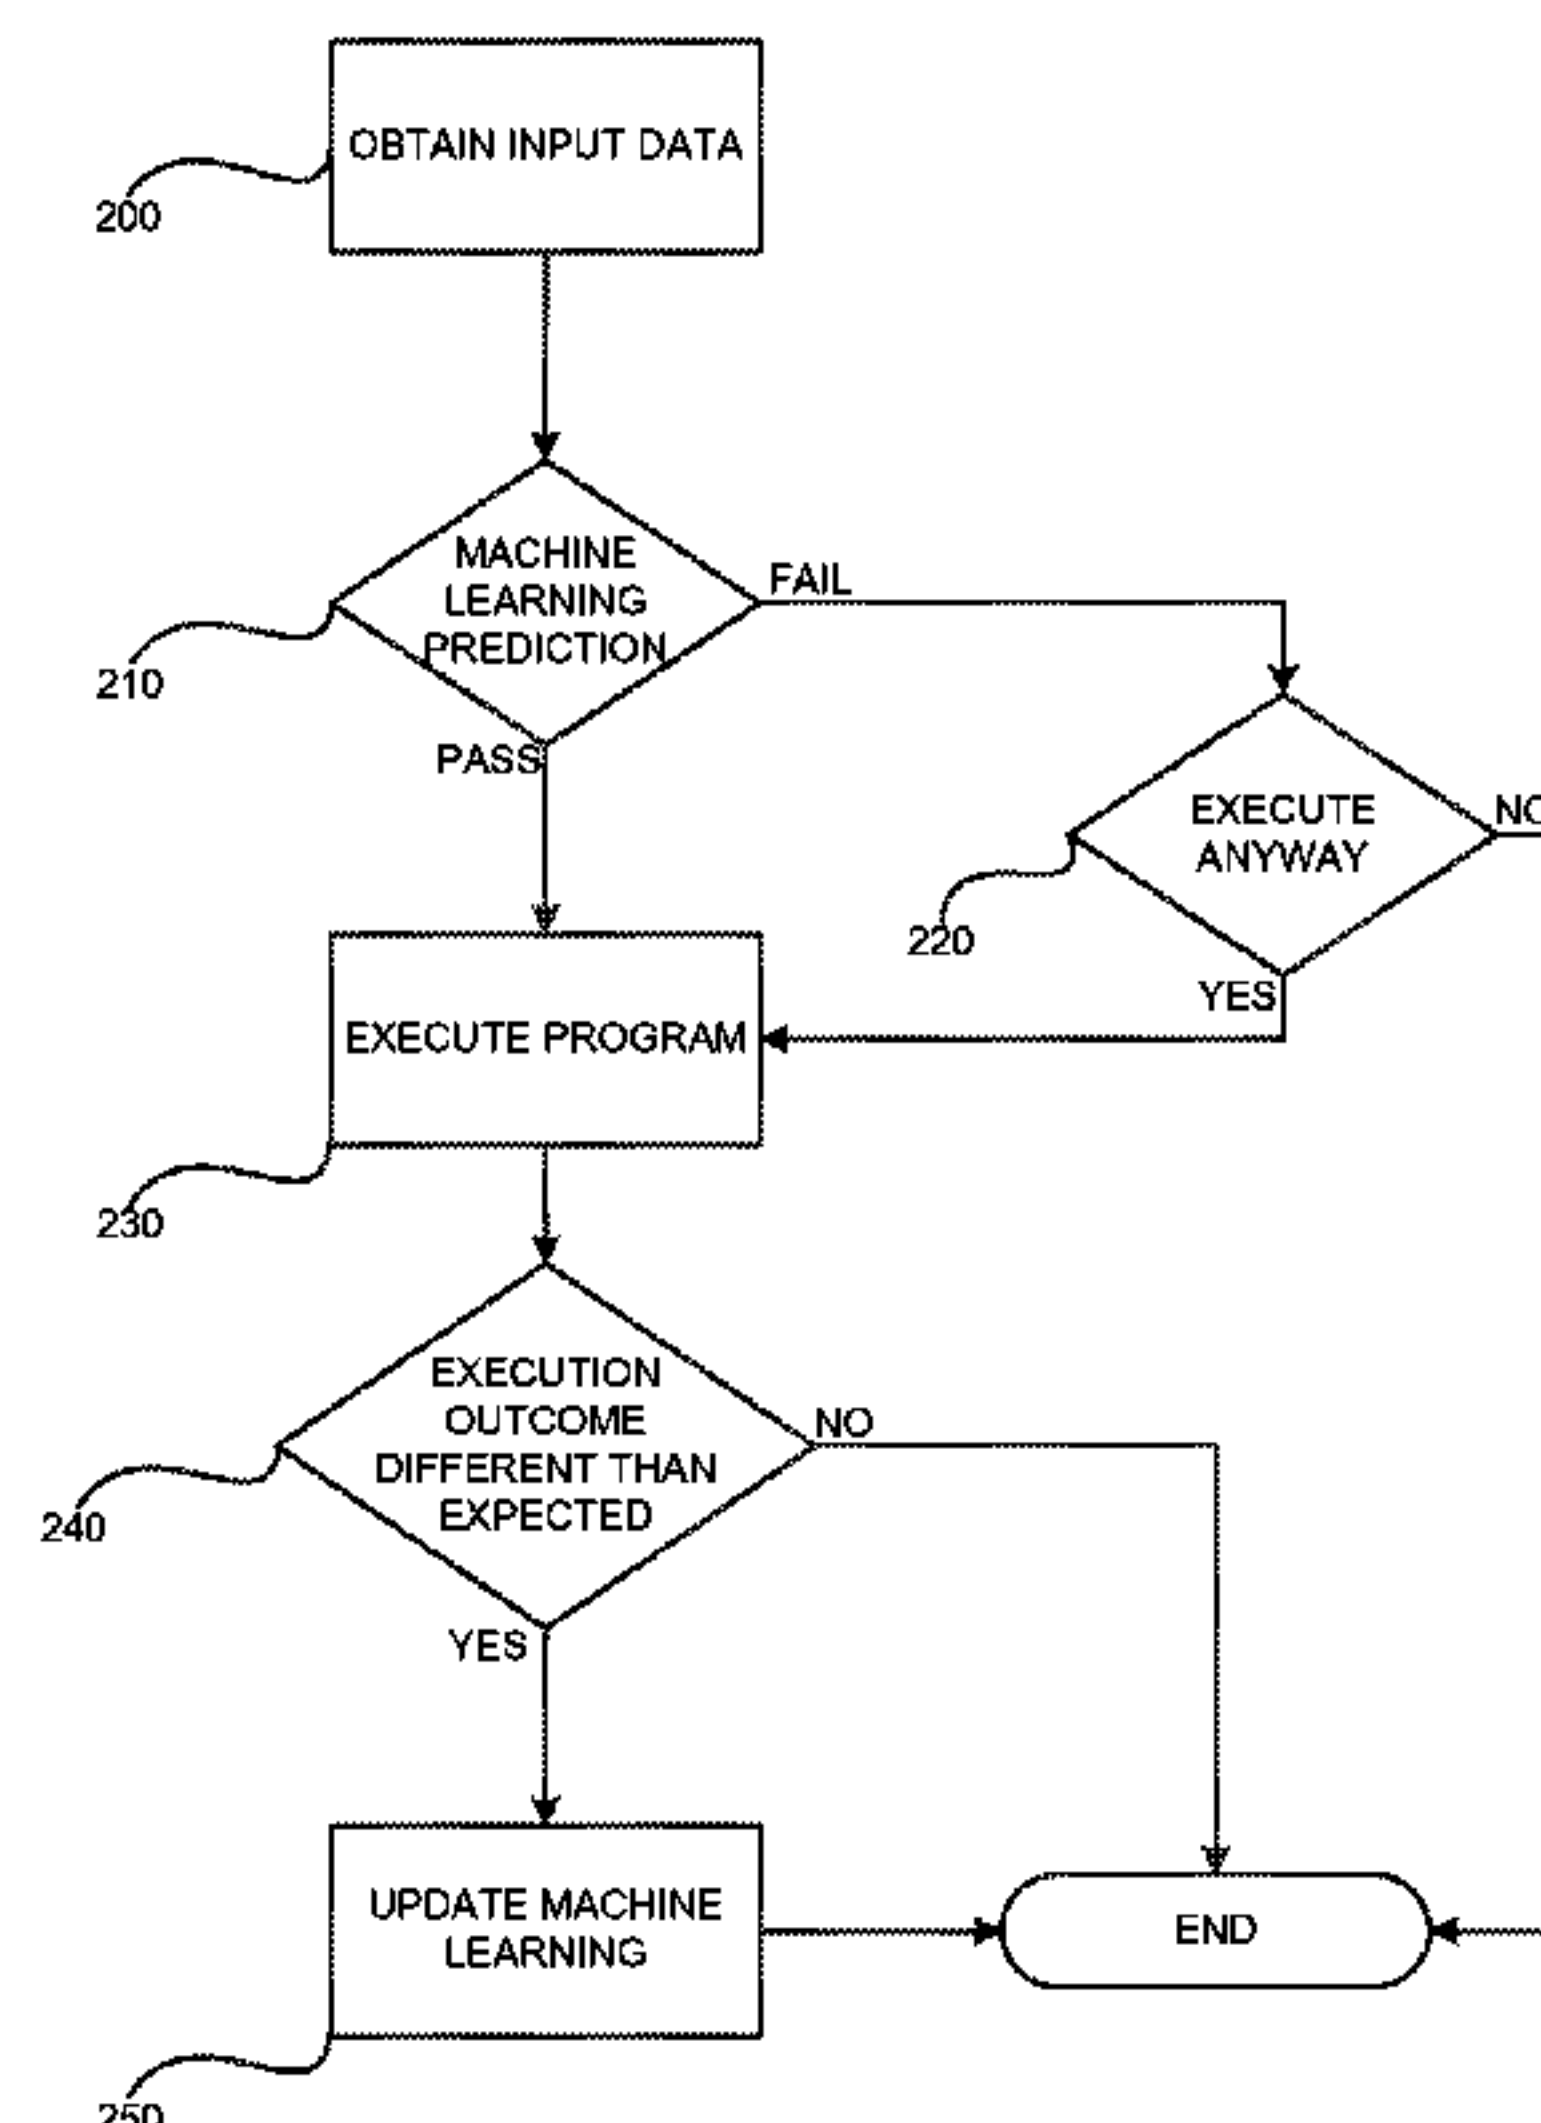 OBTAIN INPUT DATA
200
MACHINE
LEARNING
PREDICTION
FAIL
210
PASS
EXECUTE
ANYWAY
NO
220
YES
EXECUTE PROGRAM
230
EXECUTION
OUTCOME
DIFFERENT THAN
EXPECTED
NO
240
YES
UPDATE MACHINE
LEARNING
END
250